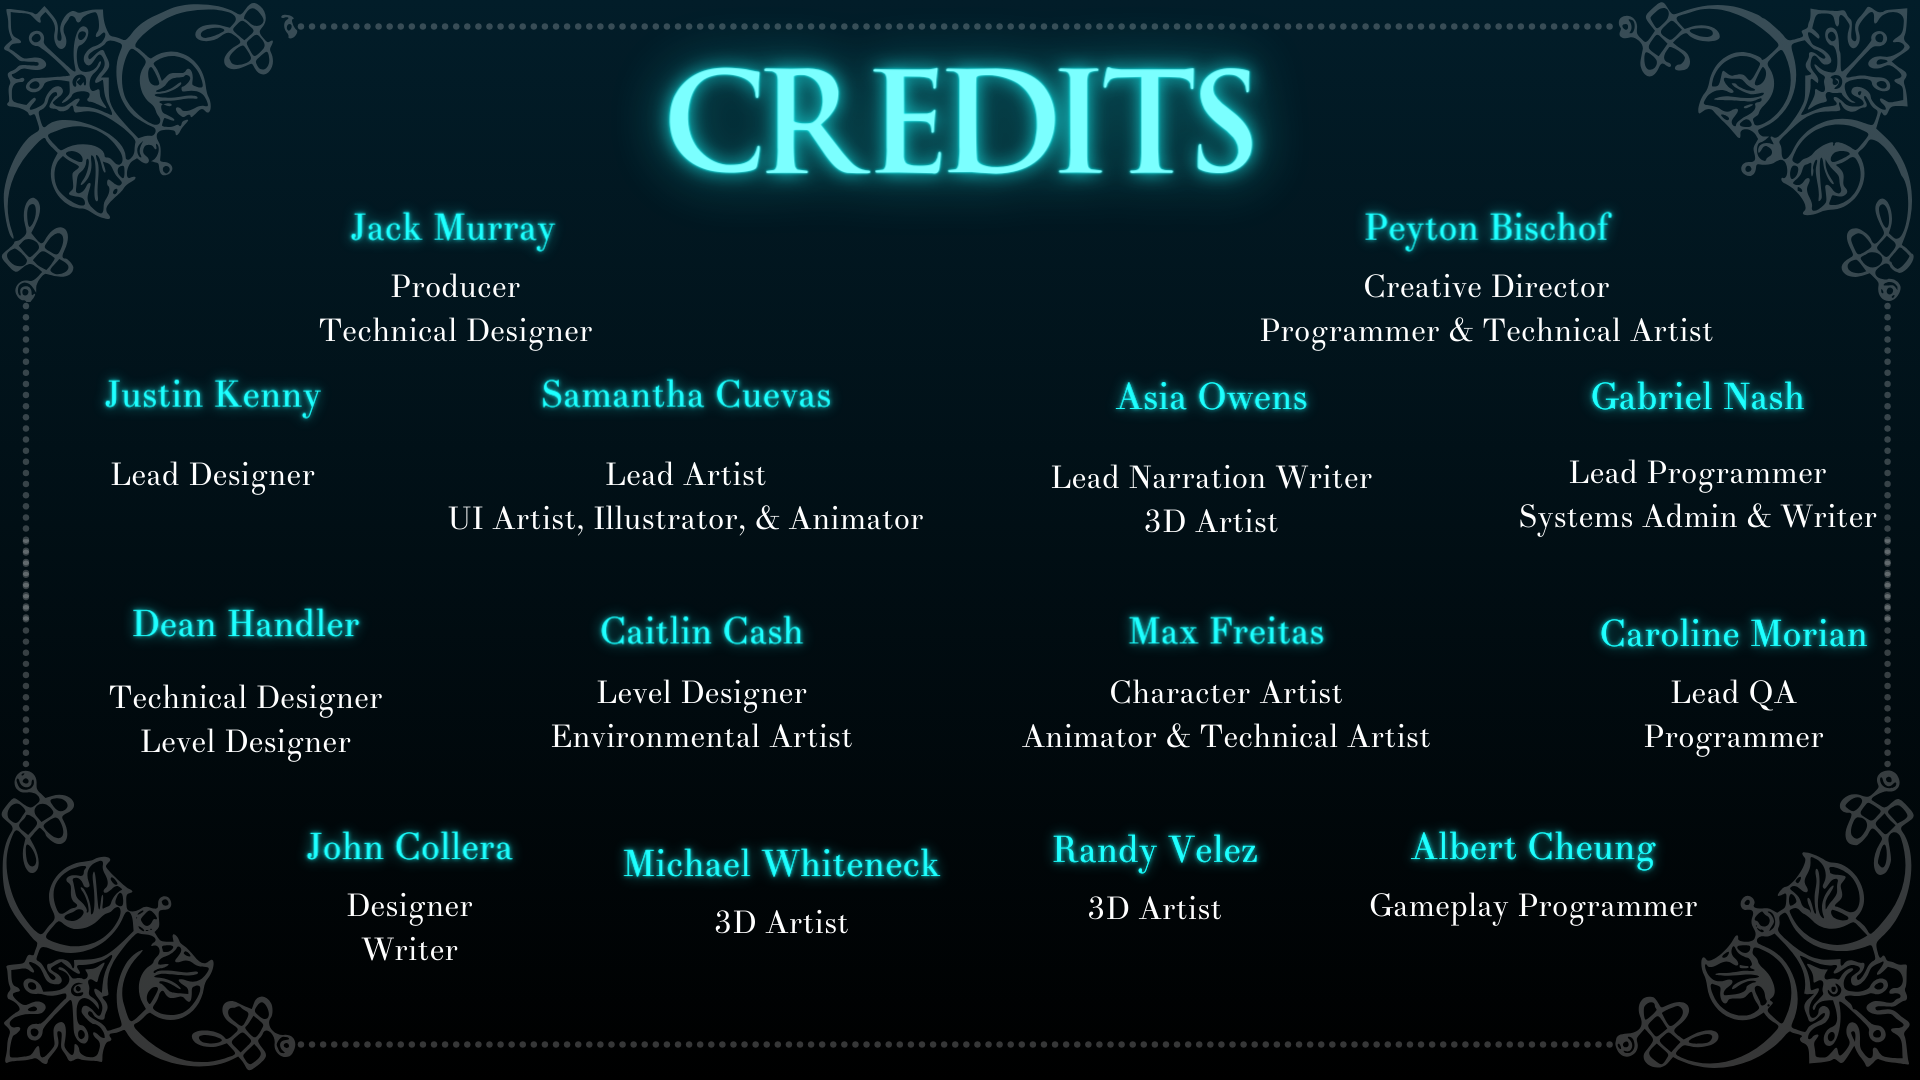 CREDITS
Jack Murray
Producer
Technical Designer
Peyton Bischof
Creative Director
Programmer & Technical Artist
Justin Kenny
Lead Designer
Samantha Cuevas
Lead Artist
UI Artist, Illustrator, & Animator
Asia Owens
Lead Narration Writer
3D Artist
Gabriel Nash
Lead Programmer
Systems Admin & Writer
Dean Handler
Technical Designer
Level Designer
Caitlin Cash
Level Designer
Environmental Artist
Max Freitas
Character Artist
Animator & Technical Artist
Caroline Morian
Lead QA
Programmer
John Collera
Designer
Writer
Michael Whiteneck
3D Artist
Randy Velez
3D Artist
Albert Cheung
Gameplay Programmer